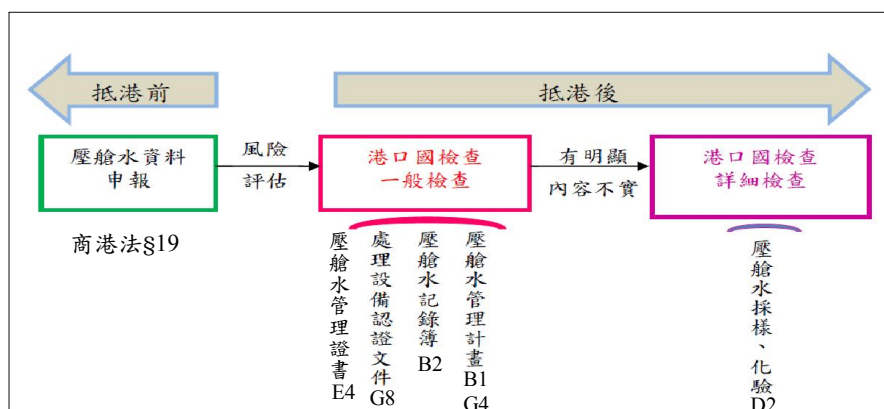 抵港前
抵港後
壓艙水資料
申報
風險
評估
港口國檢查
一般檢查
有明顯
內容不實
港口國檢查
詳細檢查
商港法§19
壓艙水管理證書
E4
處理設備認證文件
G8
壓艙水記錄簿
B2
壓艙水管理計畫
B1
G4
壓艙水採樣、化驗
D2